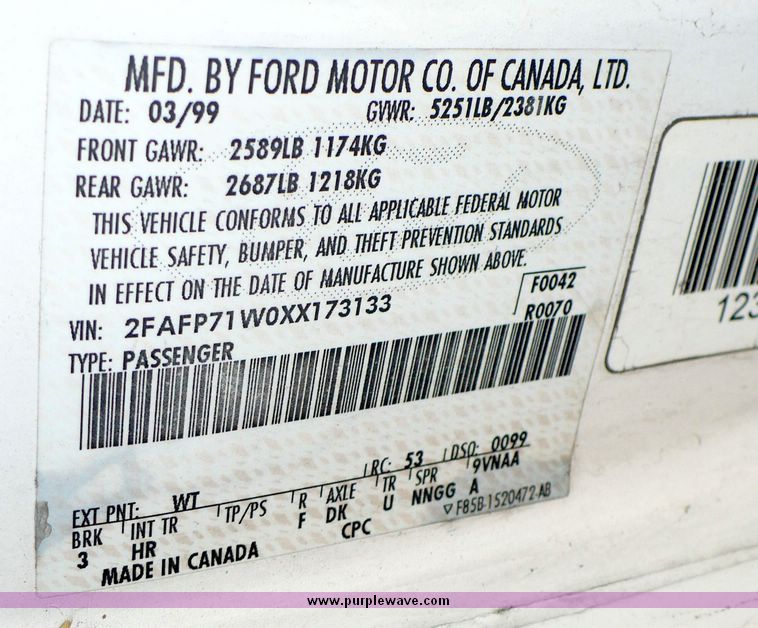 MFD. BY FORD MOTOR CO. OF CANADA, LTD.
DATE: 03/99 GVWR: 5251LB/2381KG
FRONT GAWR: 2589LB 1174KG
REAR GAWR: 2687LB 1218KG
THIS VEHICLE CONFORMS TO ALL APPLICABLE FEDERAL MOTOR
VEHICLE SAFETY, BUMPER, AND THEFT PREVENTION STANDARDS
IN EFFECT ON THE DATE OF MANUFACTURE SHOWN ABOVE.
F0042
VIN: 2FAFP71W0XX173133 R0070
TYPE: PASSENGER
EXT PNT: WT RC: 53 DSO: 0099
BRK INT TR TP/PS R AXLE TR SPR 9VNAA
3 HR F DK U NNGG A
MADE IN CANADA CPC ▽F85B-1520472-AB
123
www.purplewave.com